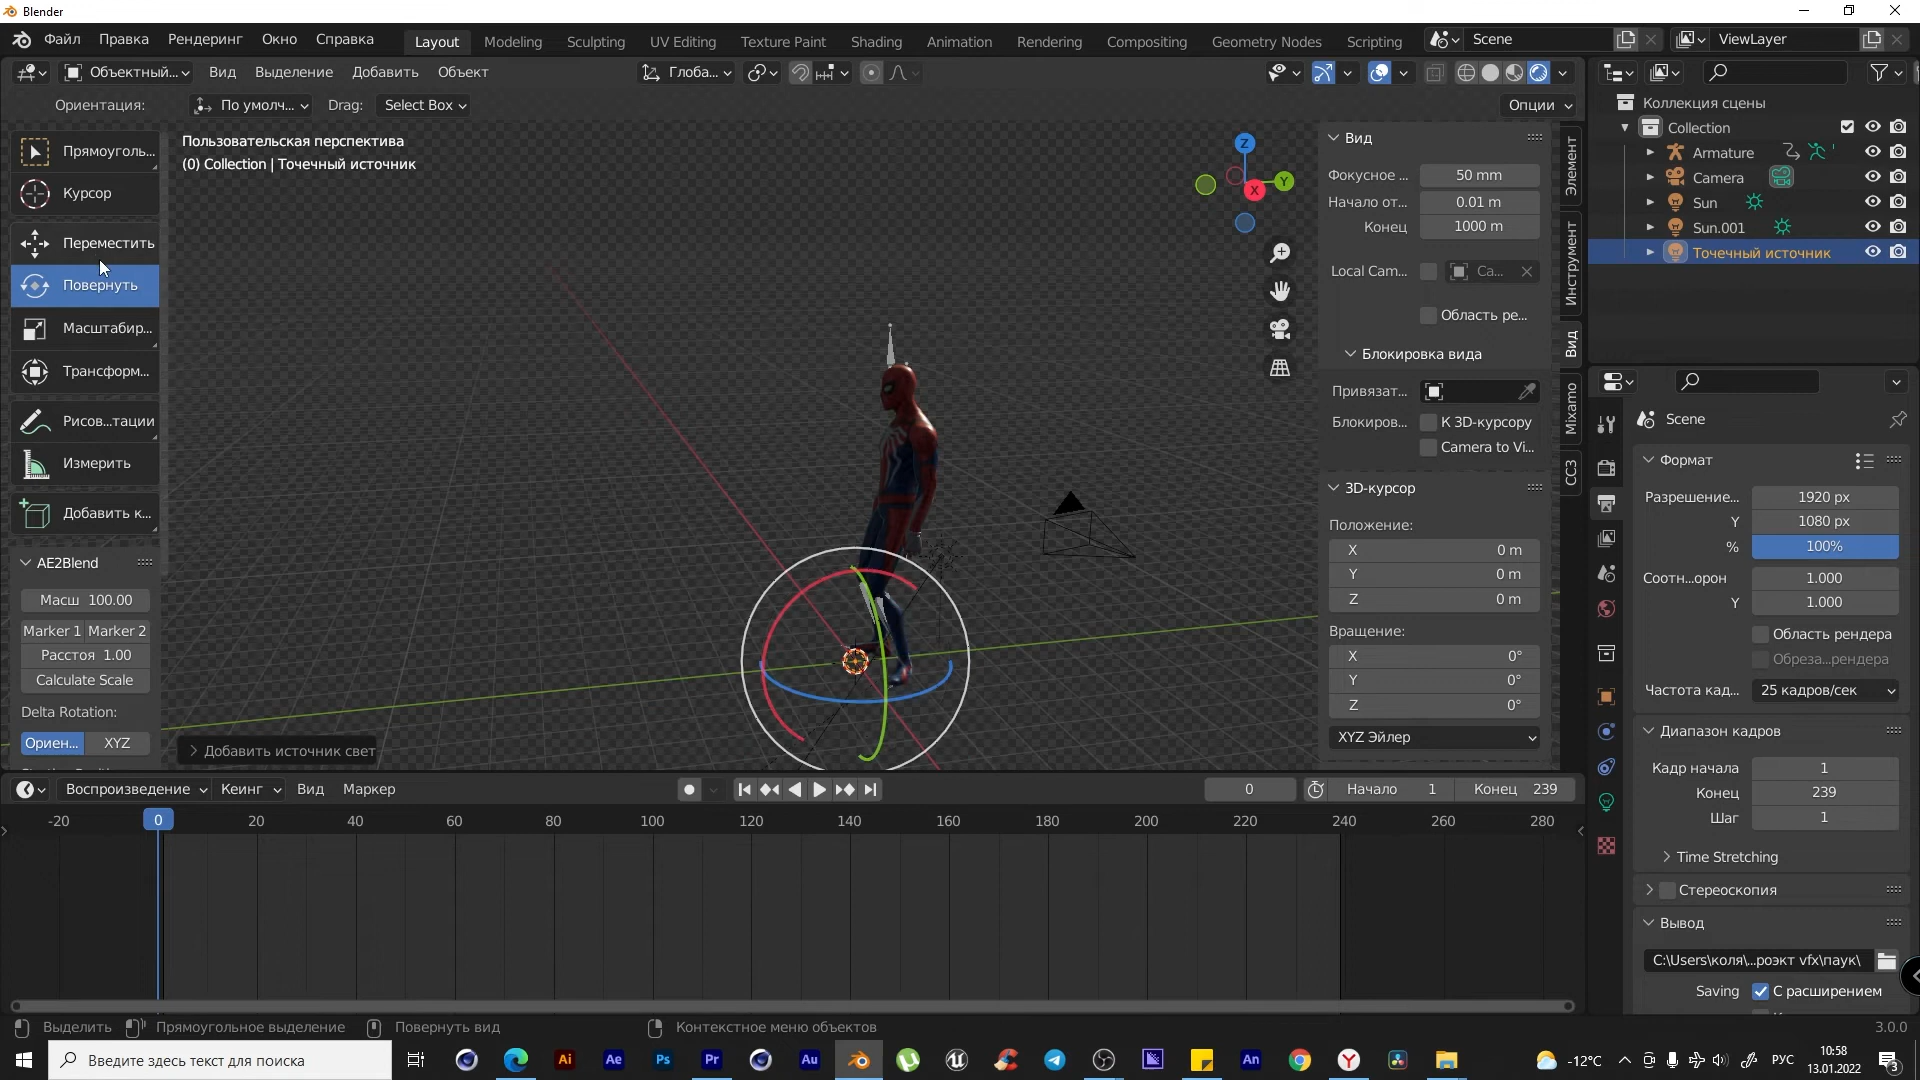 Blender
Файл Правка Рендеринг Окно Справка Layout Modeling Sculpting UV Editing Texture Paint Shading Animation Rendering Compositing Geometry Nodes Scripting Scene ViewLayer
Объектный... Вид Выделение Добавить Объект Глоба...
Ориентация: По умолч... Drag: Select Box Опции
Прямоуголь...
Курсор
Переместить
Повернуть
Масштабир...
Трансформ...
Рисов...тации
Измерить
Добавить к...
AE2Blend
Масш 100.00
Marker 1 Marker 2
Расстоя 1.00
Calculate Scale
Delta Rotation:
Ориен... XYZ
Пользовательская перспектива
(0) Collection | Точечный источник
Z
Y
X
Добавить источник свет
Вид
Фокусное ... 50 mm
Начало от... 0.01 m
Конец 1000 m
Local Cam... Ca...
Область ре...
Блокировка вида
Привязат...
Блокиров... К 3D-курсору
Camera to Vi...
3D-курсор
Положение:
X 0 m
Y 0 m
Z 0 m
Вращение:
X 0°
Y 0°
Z 0°
XYZ Эйлер
Элемент
Инструмент
Вид
Mixamo
CC3
Коллекция сцены
Collection
Armature
Camera
Sun
Sun.001
Точечный источник
Scene
Формат
Разрешение... 1920 px
Y 1080 px
% 100%
Соотн...орон 1.000
Y 1.000
Область рендера
Обреза...рендера
Частота кад... 25 кадров/сек
Диапазон кадров
Кадр начала 1
Конец 239
Шаг 1
Time Stretching
Стереоскопия
Вывод
C:\Users\коля\...роэкт vfx\паук\
Saving С расширением
Воспроизведение Кеинг Вид Маркер 0 Начало 1 Конец 239
-20 0 20 40 60 80 100 120 140 160 180 200 220 240 260 280
Выделить Прямоугольное выделение Повернуть вид Контекстное меню объектов 3.0.0
Введите здесь текст для поиска Ai Ae Ps Pr Au An -12°C РУС 10:58
13.01.2022 3